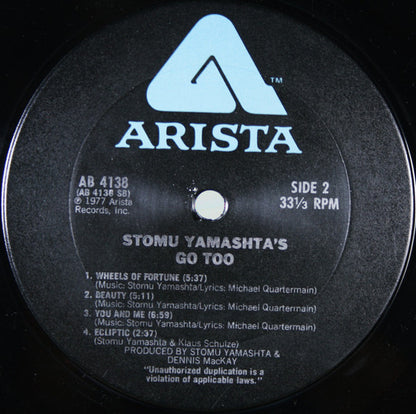 ™
ARISTA
AB 4138
(AB 4138 SB)
℗ 1977 Arista
Records, Inc.
SIDE 2
33⅓ RPM
STOMU YAMASHTA'S
GO TOO
1. WHEELS OF FORTUNE (5:37)
(Music: Stomu Yamashta/Lyrics: Michael Quartermain)
2. BEAUTY (5:11)
(Music: Stomu Yamashta/Lyrics: Michael Quartermain)
3. YOU AND ME (6:59)
(Music: Stomu Yamashta/Lyrics: Michael Quartermain)
4. ECLIPTIC (2:37)
(Stomu Yamashta & Klaus Schulze)
PRODUCED BY STOMU YAMASHTA &
DENNIS MacKAY
"Unauthorized duplication is a
violation of applicable laws."